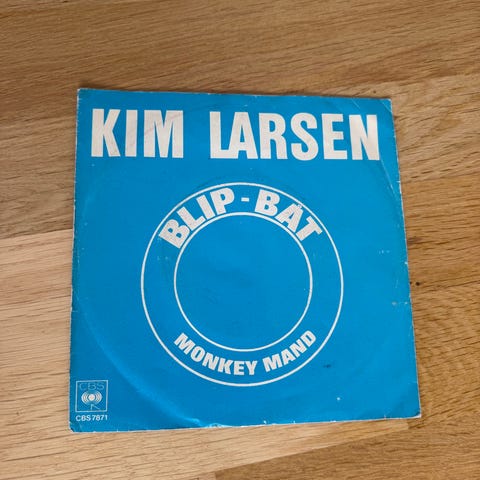 KIM LARSEN
BLIP-BÅT
MONKEY MAND
CBS
CBS 7871